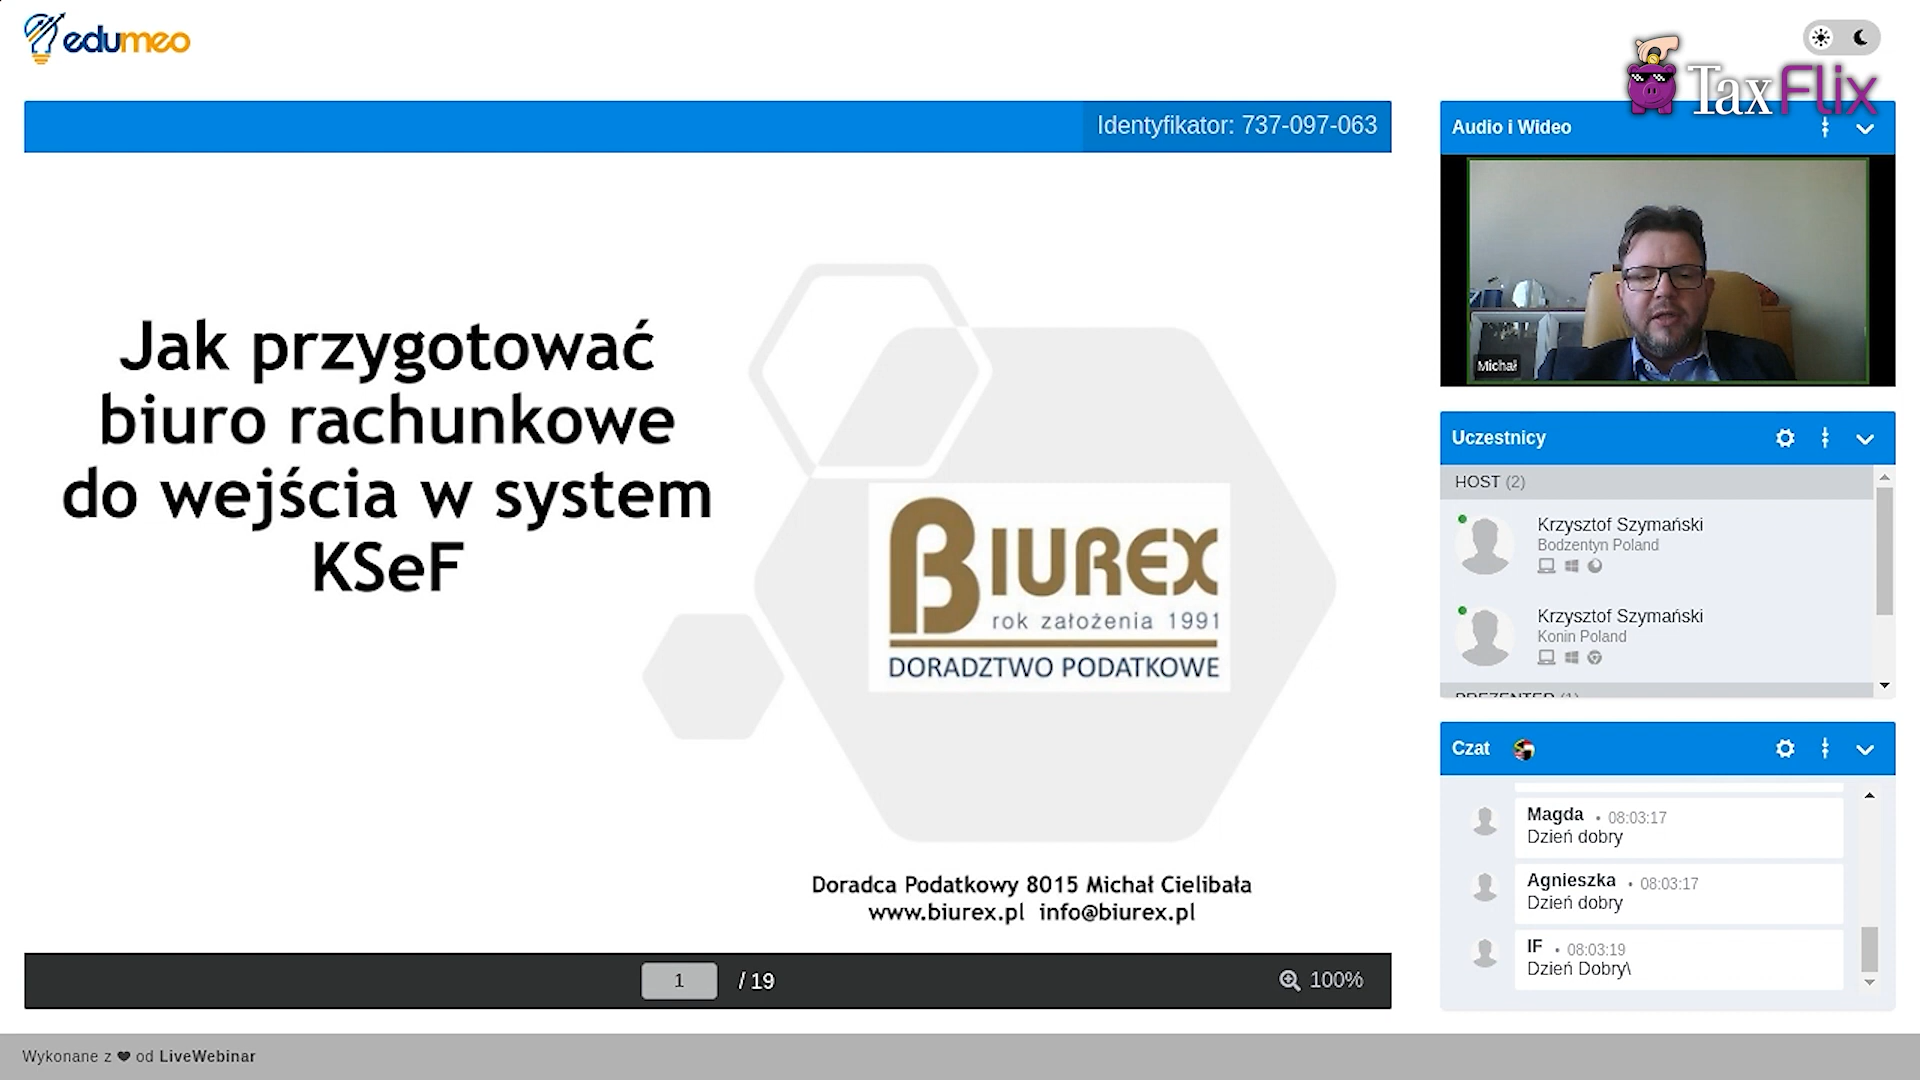 edumeo
TaxFlix
Identyfikator: 737-097-063
Jak przygotować
biuro rachunkowe
do wejścia w system
KSeF
BIUREX
rok założenia 1991
DORADZTWO PODATKOWE
Doradca Podatkowy 8015 Michał Cielibała
www.biurex.pl info@biurex.pl
1 / 19
100%
Audio i Wideo
Michał
Uczestnicy
HOST (2)
Krzysztof Szymański
Bodzentyn Poland
Krzysztof Szymański
Konin Poland
PREZENTER (1)
Czat
Magda • 08:03:17
Dzień dobry
Agnieszka • 08:03:17
Dzień dobry
IF • 08:03:19
Dzień Dobry\
Wykonane z ❤ od LiveWebinar